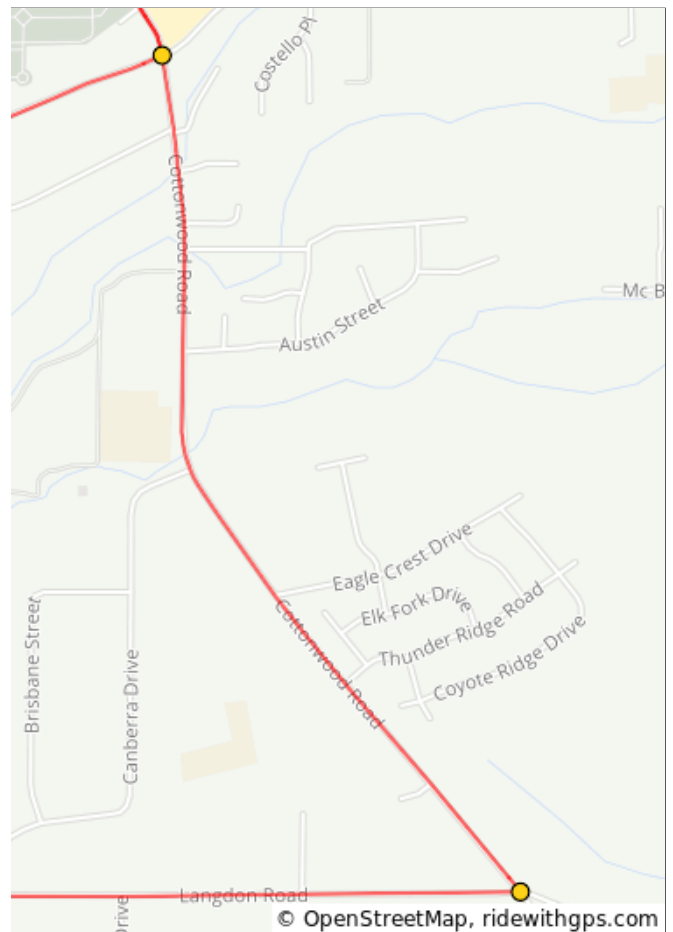 Costello Pl
Cottonwood Road
Mc B
Austin Street
Eagle Crest Drive
Elk Fork Drive
Thunder Ridge Road
Coyote Ridge Drive
Cottonwood Road
Brisbane Street
Canberra Drive
Langdon Road
Drive
© OpenStreetMap, ridewithgps.com